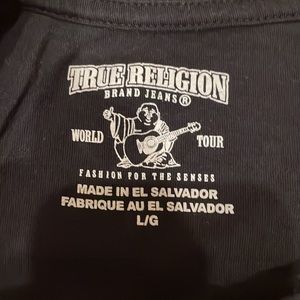 TRUE RELIGION
BRAND JEANS®
WORLD TOUR
FASHION FOR THE SENSES
MADE IN EL SALVADOR
FABRIQUE AU EL SALVADOR
L/G